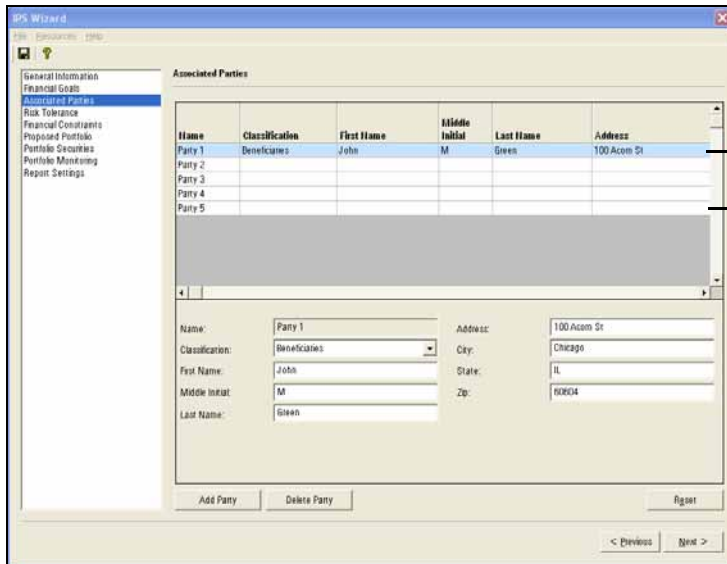 IPS Wizard
File Resources Help
General Information
Financial Goals
Associated Parties
Risk Tolerance
Financial Constraints
Proposed Portfolio
Portfolio Securities
Portfolio Monitoring
Report Settings
Associated Parties
Name Classification First Name Middle Initial Last Name Address
Party 1 Beneficiaries John M Green 100 Acorn St
Party 2
Party 3
Party 4
Party 5
Name: Party 1
Classification: Beneficiaries
First Name: John
Middle Initial: M
Last Name: Green
Address: 100 Acorn St
City: Chicago
State: IL
Zip: 60604
Add Party Delete Party Reset
< Previous Next >